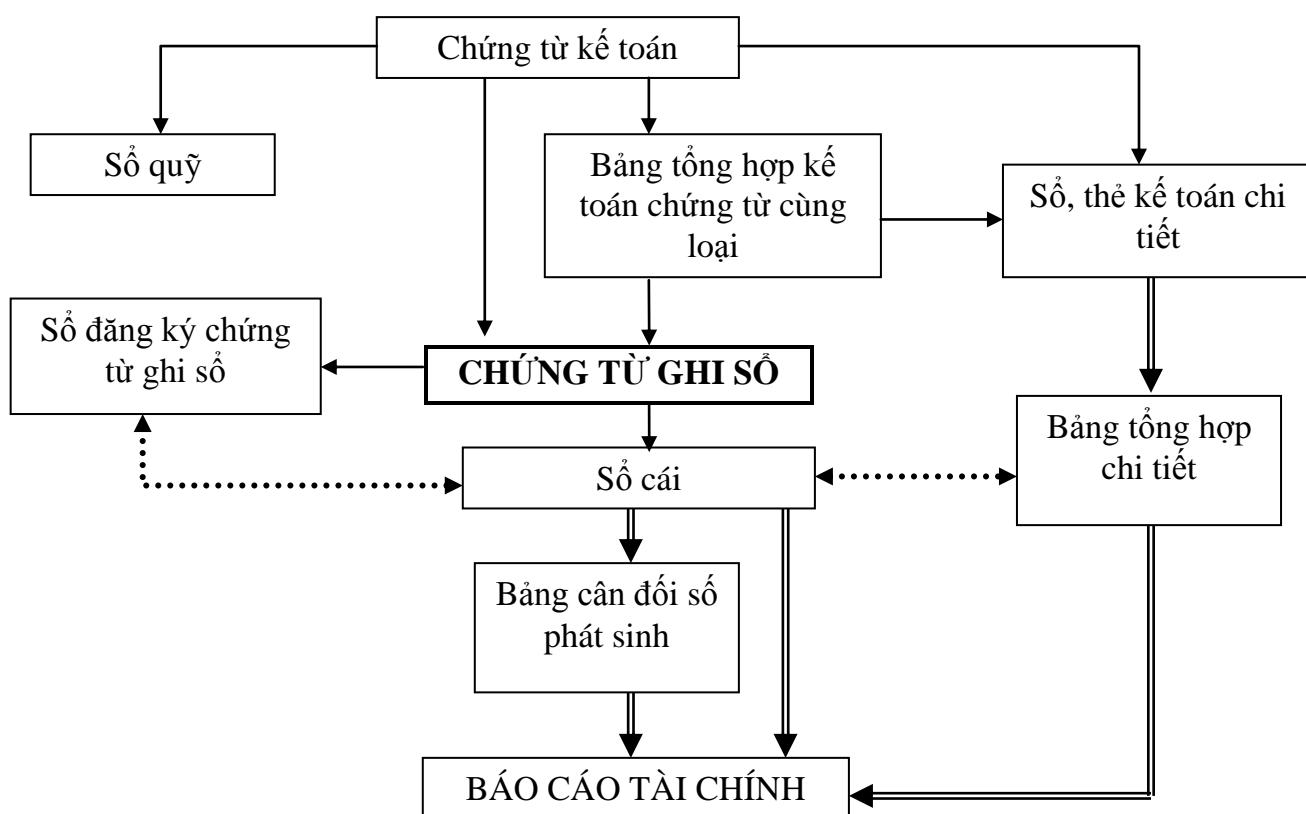 Chứng từ kế toán
Sổ quỹ
Bảng tổng hợp kế
toán chứng từ cùng
loại
Sổ, thẻ kế toán chi
tiết
Sổ đăng ký chứng
từ ghi sổ
CHỨNG TỪ GHI SỔ
Bảng tổng hợp
chi tiết
Sổ cái
Bảng cân đối số
phát sinh
BÁO CÁO TÀI CHÍNH